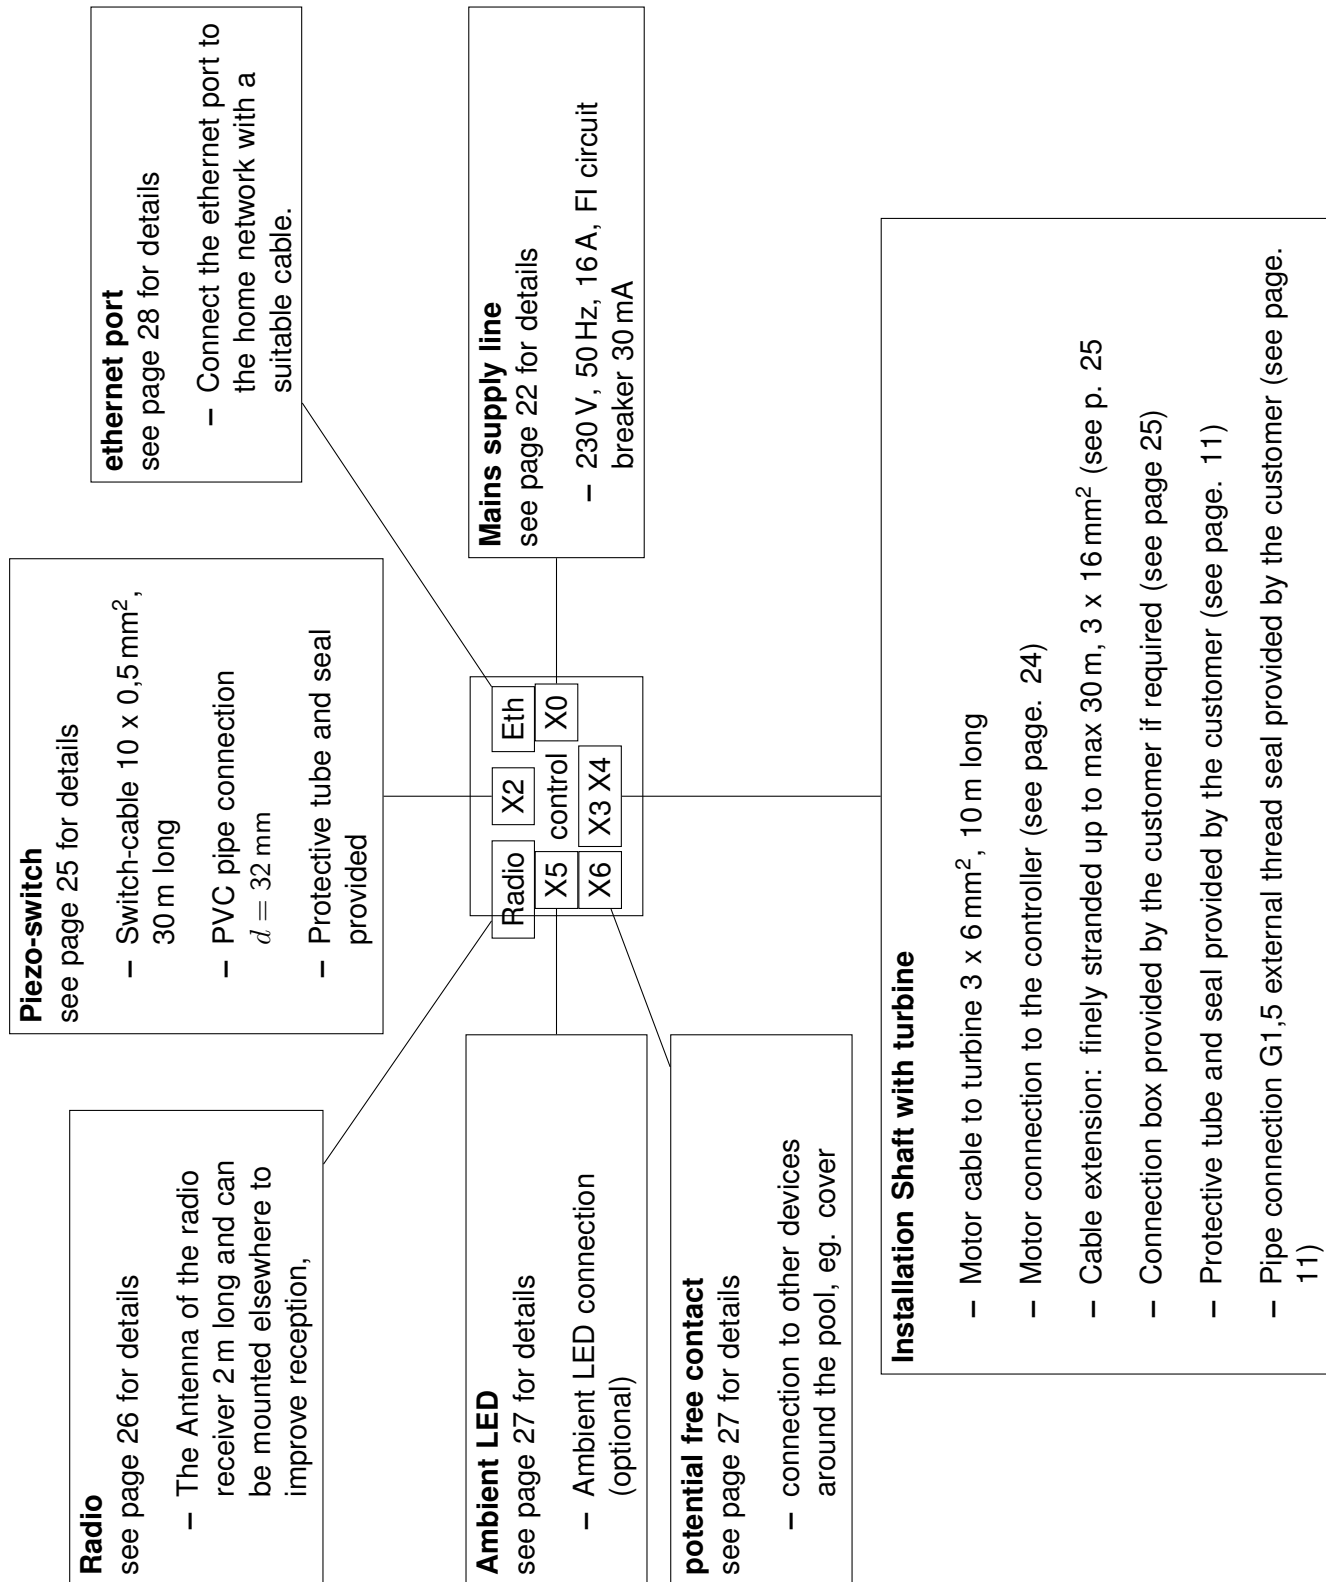 Radio
see page 26 for details
– The Antenna of the radio
receiver 2 m long and can
be mounted elsewhere to
improve reception,
Piezo-switch
see page 25 for details
– Switch-cable 10 x 0,5 mm²,
30 m long
– PVC pipe connection
d = 32 mm
– Protective tube and seal
provided
ethernet port
see page 28 for details
– Connect the ethernet port to
the home network with a
suitable cable.
Ambient LED
see page 27 for details
– Ambient LED connection
(optional)
potential free contact
see page 27 for details
– connection to other devices
around the pool, eg. cover
Radio X2 Eth
X5 control X0
X6 X3 X4
Mains supply line
see page 22 for details
– 230 V, 50 Hz, 16 A, FI circuit
breaker 30 mA
Installation Shaft with turbine
– Motor cable to turbine 3 x 6 mm², 10 m long
– Motor connection to the controller (see page. 24)
– Cable extension: finely stranded up to max 30 m, 3 x 16 mm² (see p. 25
– Connection box provided by the customer if required (see page 25)
– Protective tube and seal provided by the customer (see page. 11)
– Pipe connection G1,5 external thread seal provided by the customer (see page.
11)